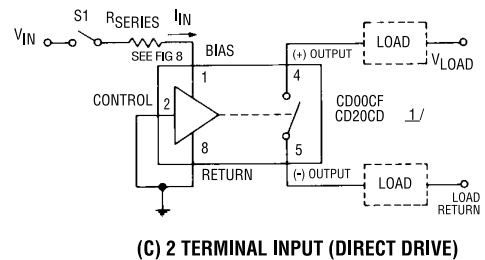 S1
RSERIES
IIN
VIN
SEE FIG 8
BIAS
(+) OUTPUT
LOAD
VLOAD
1
4
CONTROL
2
CD00CF
CD20CD 1/
8
5
RETURN
(-) OUTPUT
LOAD
LOAD
RETURN
(C) 2 TERMINAL INPUT (DIRECT DRIVE)